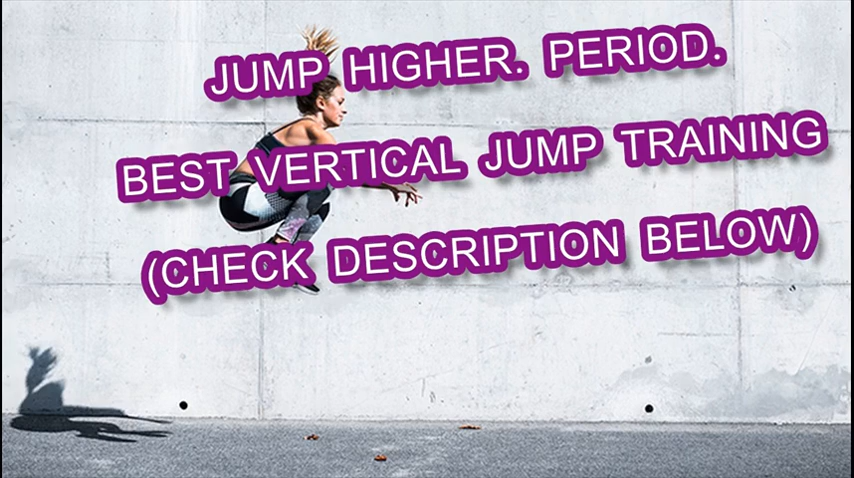 JUMP HIGHER. PERIOD.
BEST VERTICAL JUMP TRAINING
(CHECK DESCRIPTION BELOW)